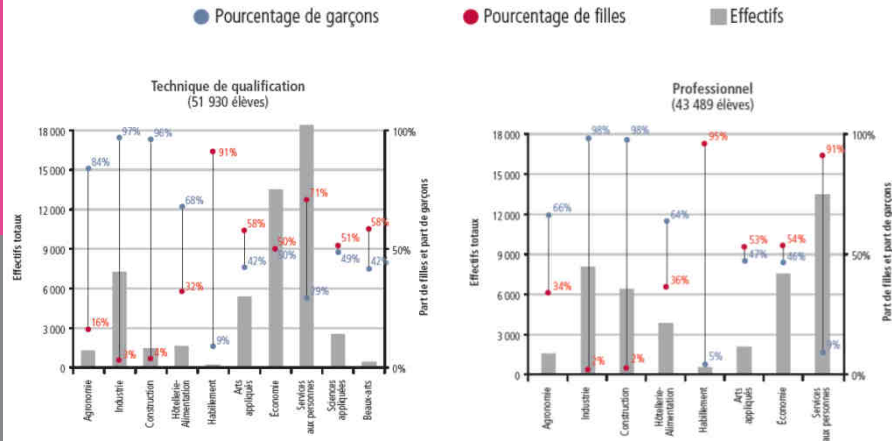 Pourcentage de garçons Pourcentage de filles Effectifs
Technique de qualification
(51 930 élèves)
18 000
15 000
12 000
9 000
6 000
3 000
0
Effectifs totaux
100%
50%
0%
Part de filles et part de garçons
84%
97%
96%
68%
91%
58%
50%
71%
51%
58%
16%
3%
4%
32%
9%
42%
50%
29%
49%
42%
Agronomie
Industrie
Construction
Hôtellerie-
Alimentation
Habillement
Arts
appliqués
Économie
Services
aux personnes
Sciences
appliquées
Beaux-arts
Professionnel
(43 489 élèves)
18 000
15 000
12 000
9 000
6 000
3 000
0
Effectifs totaux
100%
50%
0%
Part de filles et part de garçons
66%
98%
98%
64%
95%
53%
54%
91%
34%
2%
2%
36%
5%
47%
46%
9%
Agronomie
Industrie
Construction
Hôtellerie-
Alimentation
Habillement
Arts
appliqués
Économie
Services
aux personnes